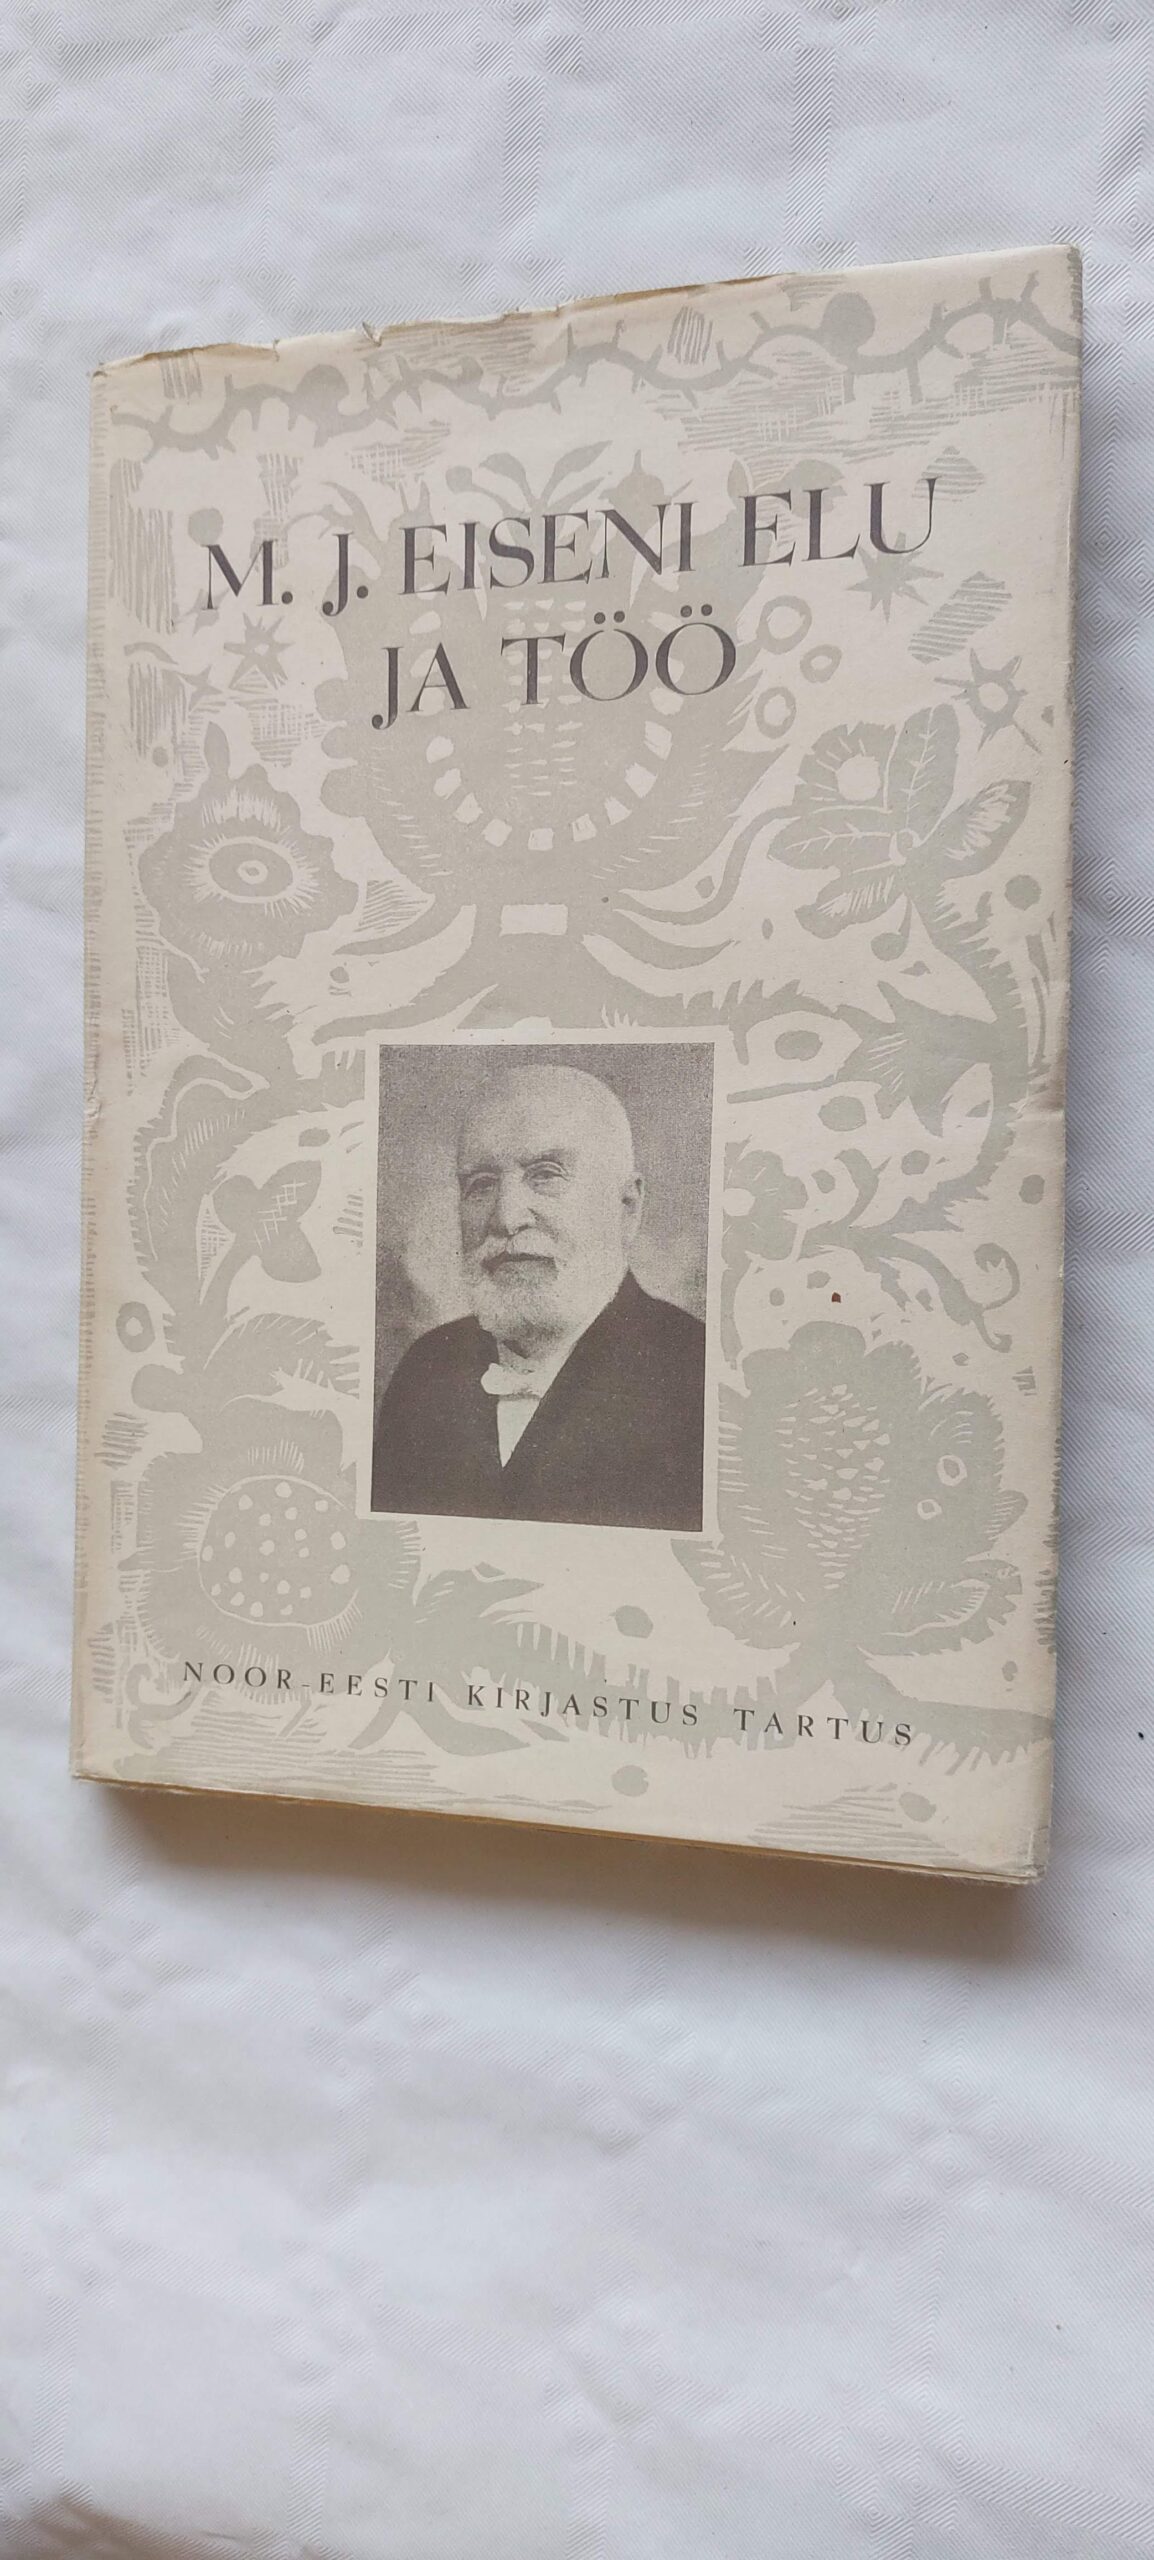 M. J. EISENI ELU
JA TÖÖ
NOOR-EESTI KIRJASTUS TARTUS